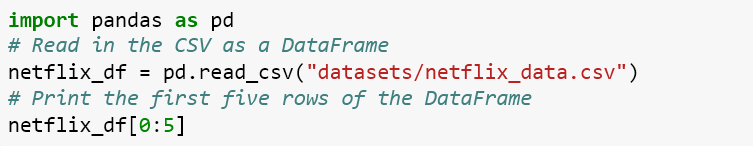 import pandas as pd
# Read in the CSV as a DataFrame
netflix_df = pd.read_csv("datasets/netflix_data.csv")
# Print the first five rows of the DataFrame
netflix_df[0:5]